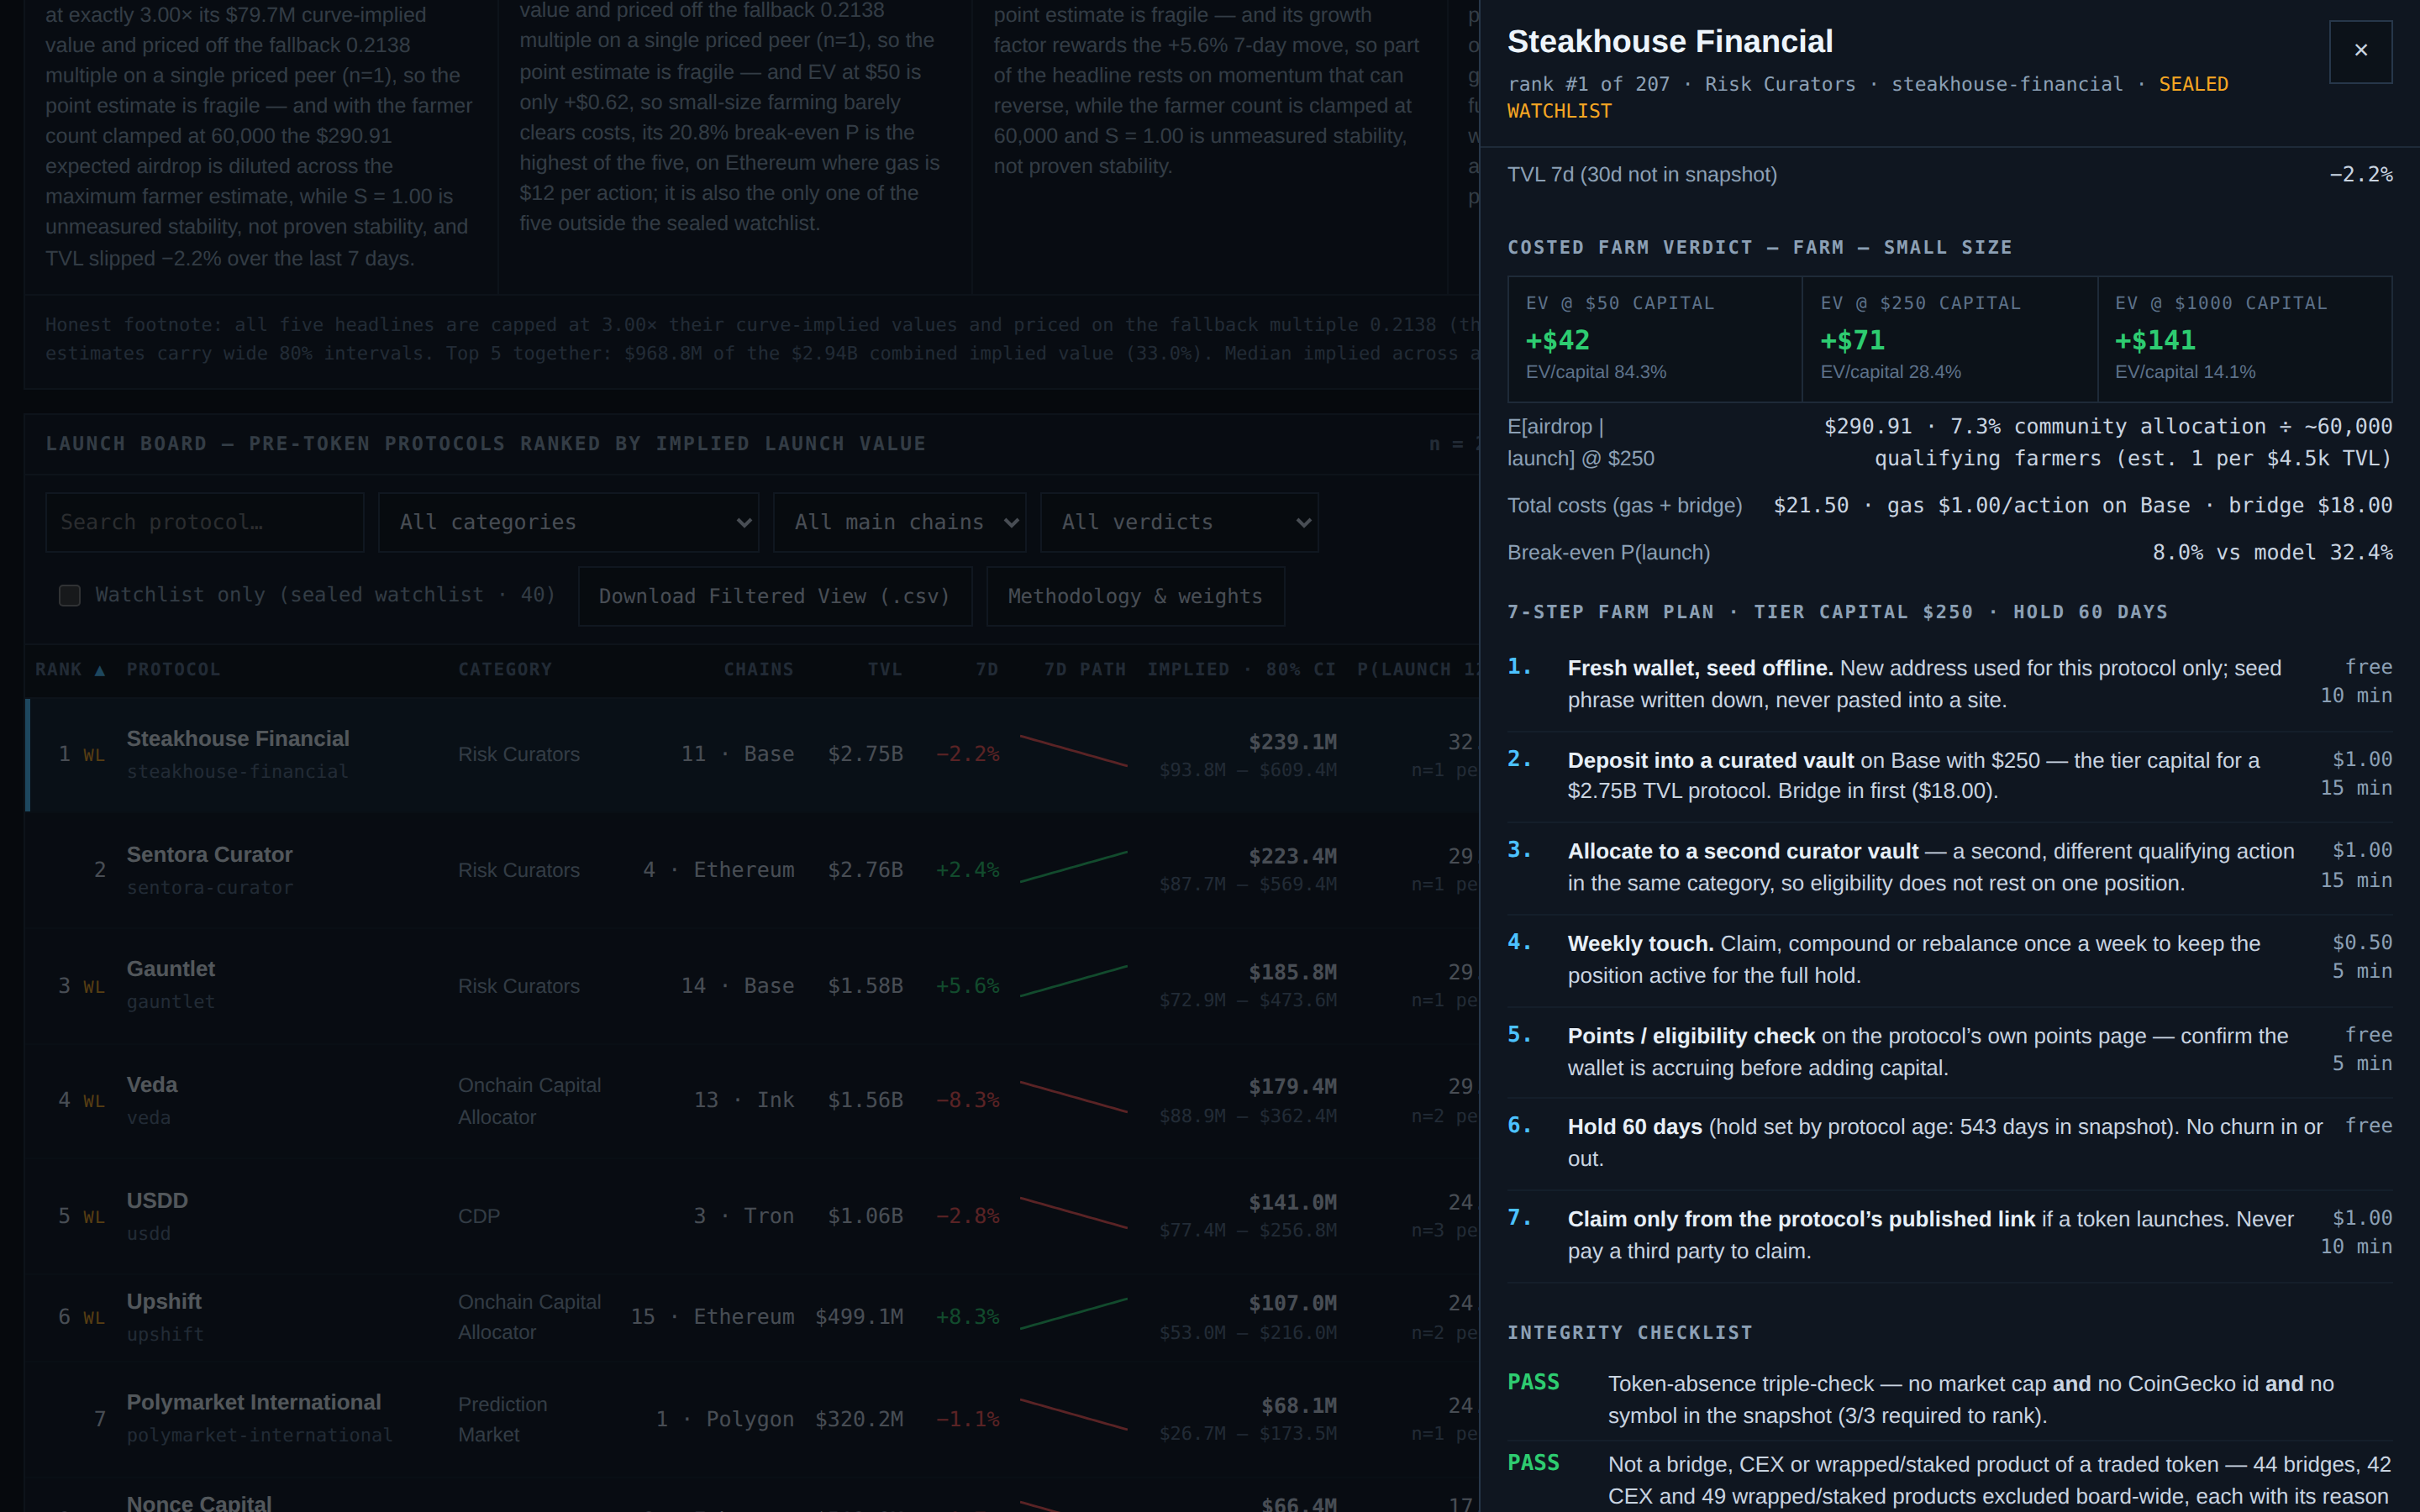 at exactly 3.00× its $79.7M curve-implied
value and priced off the fallback 0.2138
multiple on a single priced peer (n=1), so the
point estimate is fragile — and with the farmer
count clamped at 60,000 the $290.91
expected airdrop is diluted across the
maximum farmer estimate, while S = 1.00 is
unmeasured stability, not proven stability, and
TVL slipped −2.2% over the last 7 days.
value and priced off the fallback 0.2138
multiple on a single priced peer (n=1), so the
point estimate is fragile — and EV at $50 is
only +$0.62, so small-size farming barely
clears costs, its 20.8% break-even P is the
highest of the five, on Ethereum where gas is
$12 per action; it is also the only one of the
five outside the sealed watchlist.
point estimate is fragile — and its growth
factor rewards the +5.6% 7-day move, so part
of the headline rests on momentum that can
reverse, while the farmer count is clamped at
60,000 and S = 1.00 is unmeasured stability,
not proven stability.
Honest footnote: all five headlines are capped at 3.00× their curve-implied values and priced on the fallback multiple 0.2138 (th
estimates carry wide 80% intervals. Top 5 together: $968.8M of the $2.94B combined implied value (33.0%). Median implied across a
LAUNCH BOARD — PRE-TOKEN PROTOCOLS RANKED BY IMPLIED LAUNCH VALUE
n = 2
Search protocol…
All categories
All main chains
All verdicts
Watchlist only (sealed watchlist · 40)
Download Filtered View (.csv)
Methodology & weights
RANK ▲ PROTOCOL CATEGORY CHAINS TVL 7D 7D PATH IMPLIED · 80% CI P(LAUNCH 12
1 WL Steakhouse Financial Risk Curators 11 · Base $2.75B −2.2% $239.1M 32.
steakhouse-financial $93.8M — $609.4M n=1 pe
2 Sentora Curator Risk Curators 4 · Ethereum $2.76B +2.4% $223.4M 29.
sentora-curator $87.7M — $569.4M n=1 pe
3 WL Gauntlet Risk Curators 14 · Base $1.58B +5.6% $185.8M 29.
gauntlet $72.9M — $473.6M n=1 pe
4 WL Veda Onchain Capital Allocator 13 · Ink $1.56B −8.3% $179.4M 29.
veda $88.9M — $362.4M n=2 pe
5 WL USDD CDP 3 · Tron $1.06B −2.8% $141.0M 24.
usdd $77.4M — $256.8M n=3 pe
6 WL Upshift Onchain Capital Allocator 15 · Ethereum $499.1M +8.3% $107.0M 24.
upshift $53.0M — $216.0M n=2 pe
7 Polymarket International Prediction Market 1 · Polygon $320.2M −1.1% $68.1M 24.
polymarket-international $26.7M — $173.5M n=1 pe
Nonce Capital $66.4M 17.
Steakhouse Financial
×
rank #1 of 207 · Risk Curators · steakhouse-financial · SEALED
WATCHLIST
TVL 7d (30d not in snapshot) −2.2%
COSTED FARM VERDICT — FARM — SMALL SIZE
EV @ $50 CAPITAL
+$42
EV/capital 84.3%
EV @ $250 CAPITAL
+$71
EV/capital 28.4%
EV @ $1000 CAPITAL
+$141
EV/capital 14.1%
E[airdrop | $290.91 · 7.3% community allocation ÷ ~60,000
launch] @ $250 qualifying farmers (est. 1 per $4.5k TVL)
Total costs (gas + bridge) $21.50 · gas $1.00/action on Base · bridge $18.00
Break-even P(launch) 8.0% vs model 32.4%
7-STEP FARM PLAN · TIER CAPITAL $250 · HOLD 60 DAYS
1. Fresh wallet, seed offline. New address used for this protocol only; seed free
phrase written down, never pasted into a site. 10 min
2. Deposit into a curated vault on Base with $250 — the tier capital for a $1.00
$2.75B TVL protocol. Bridge in first ($18.00). 15 min
3. Allocate to a second curator vault — a second, different qualifying action $1.00
in the same category, so eligibility does not rest on one position. 15 min
4. Weekly touch. Claim, compound or rebalance once a week to keep the $0.50
position active for the full hold. 5 min
5. Points / eligibility check on the protocol’s own points page — confirm the free
wallet is accruing before adding capital. 5 min
6. Hold 60 days (hold set by protocol age: 543 days in snapshot). No churn in or free
out.
7. Claim only from the protocol’s published link if a token launches. Never $1.00
pay a third party to claim. 10 min
INTEGRITY CHECKLIST
PASS Token-absence triple-check — no market cap and no CoinGecko id and no
symbol in the snapshot (3/3 required to rank).
PASS Not a bridge, CEX or wrapped/staked product of a traded token — 44 bridges, 42
CEX and 49 wrapped/staked products excluded board-wide, each with its reason